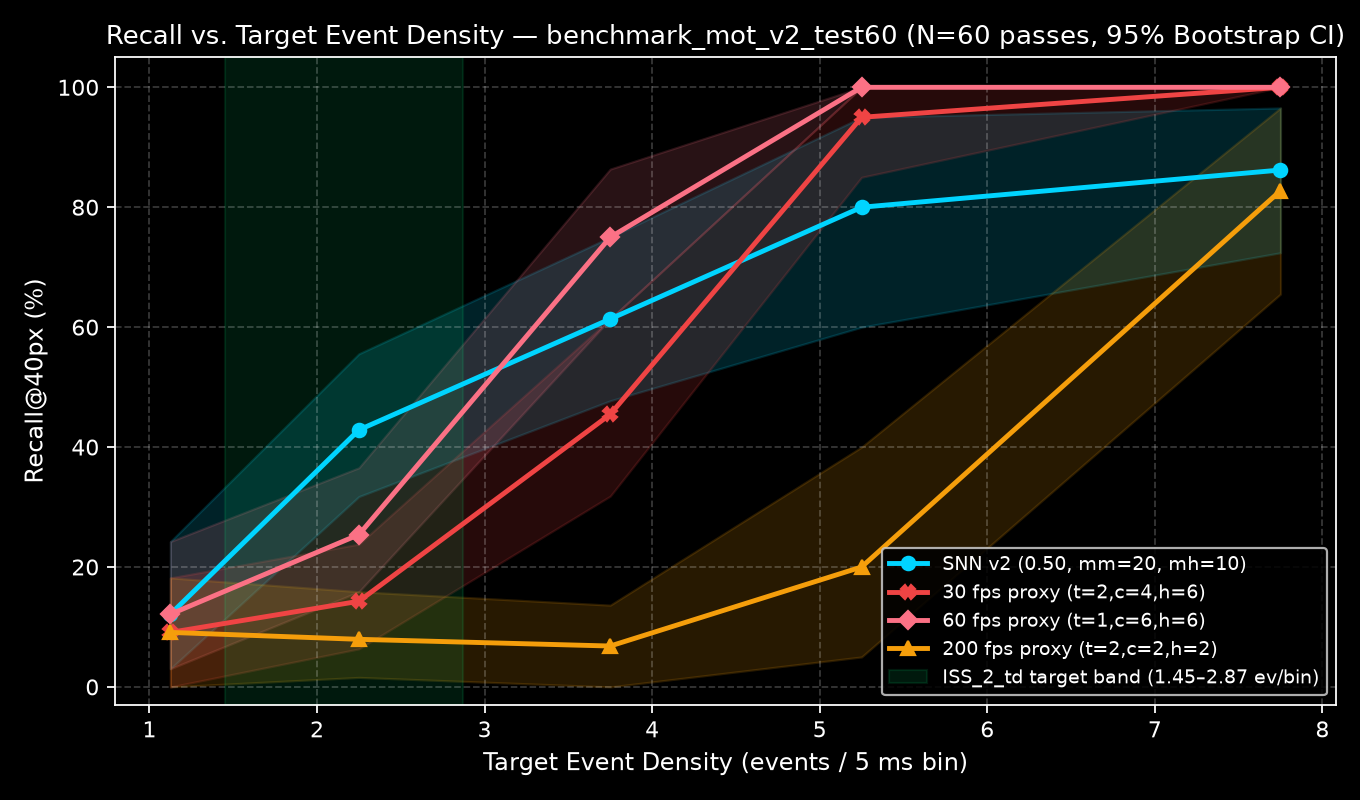 Recall vs. Target Event Density — benchmark_mot_v2_test60 (N=60 passes, 95% Bootstrap CI)
Recall@40px (%)
100
80
60
40
20
0
SNN v2 (0.50, mm=20, mh=10)
30 fps proxy (t=2,c=4,h=6)
60 fps proxy (t=1,c=6,h=6)
200 fps proxy (t=2,c=2,h=2)
ISS_2_td target band (1.45–2.87 ev/bin)
1 2 3 4 5 6 7 8
Target Event Density (events / 5 ms bin)